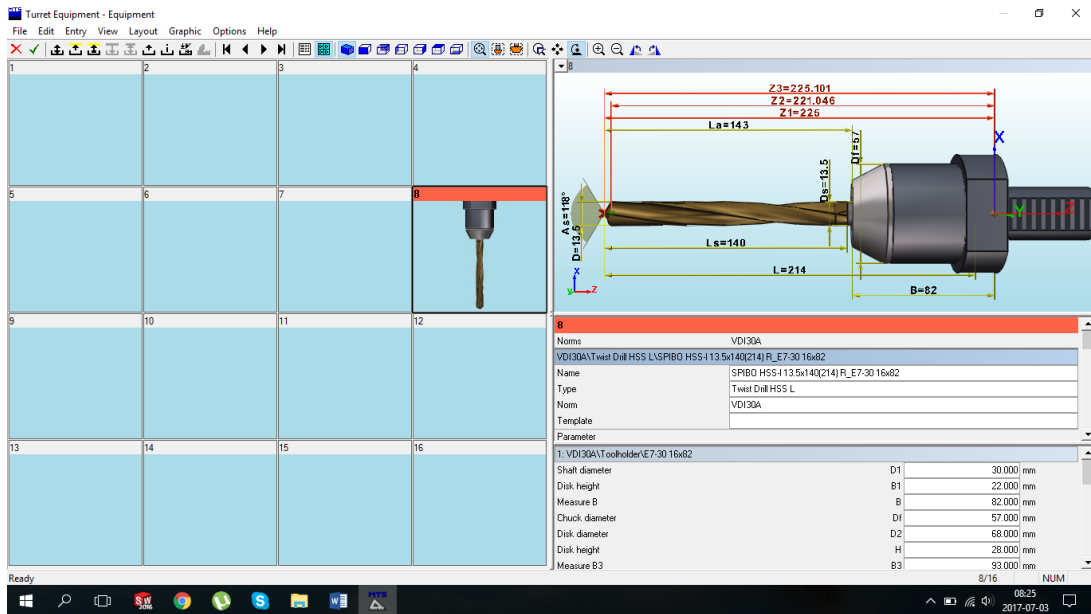 MTS Turret Equipment - Equipment
File Edit Entry View Layout Graphic Options Help
1 2 3 4
8
Z3=225.101
Z2=221.046
Z1=225
La=143
Df=57
X
Ds=13.5
As=118°
D=13.5
Y
Z
Ls=140
L=214
X
Y Z
B=82
5 6 7 8
9 10 11 12
13 14 15 16
8
Norms VDI30A
VDI30A\Twist Drill HSS L\SPIBO HSS-I 13.5x140(214) R_E7-30 16x82
Name SPIBO HSS-I 13.5x140(214) R_E7-30 16x82
Type Twist Drill HSS L
Norm VDI30A
Template
Parameter
1: VDI30A\Toolholder\E7-30 16x82
Shaft diameter D1 30.000 mm
Disk height B1 22.000 mm
Measure B B 82.000 mm
Chuck diameter Df 57.000 mm
Disk diameter D2 68.000 mm
Disk height H 28.000 mm
Measure B3 B3 93.000 mm
Ready 8/16 NUM
SW 2016 S W MTS
08:25
2017-07-03